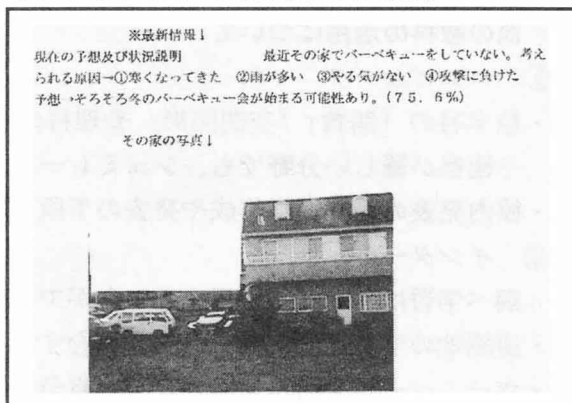 ※最新情報↓
現在の予想及び状況説明　　　最近その家でバーベキューをしていない。考え
られる原因→①寒くなってきた　②雨が多い　③やる気がない　④攻撃に負けた
予想→そろそろ冬のバーベキュー会が始まる可能性あり。(７５．６％)
その家の写真↓